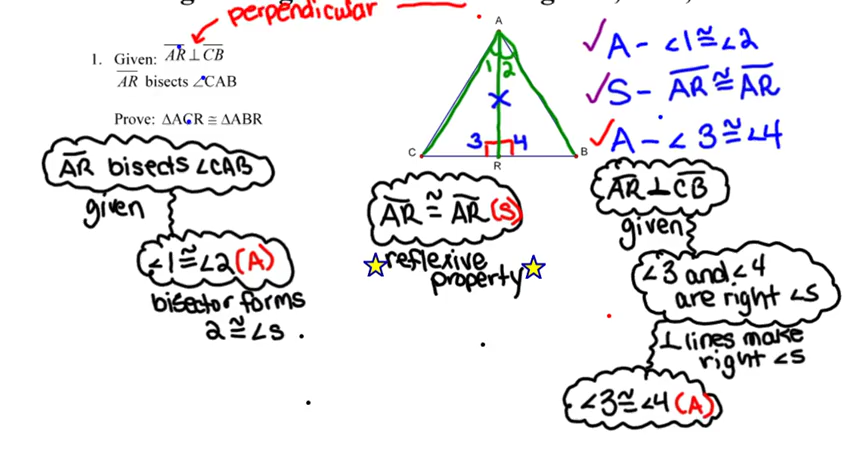 perpendicular
1. Given: AR ⊥ CB
AR bisects ∠CAB
Prove: ΔACR ≅ ΔABR
A
1 2
3 4
C
R
B
A - ∠1≅∠2
S - AR ≅ AR
A - ∠3≅∠4
AR bisects ∠CAB
given
∠1≅∠2 (A)
bisector forms
2 ≅ ∠s
AR ≅ AR (S)
reflexive
property
AR ⊥ CB
given
∠3 and ∠4
are right ∠s
⊥ lines make
right ∠s
∠3≅∠4 (A)